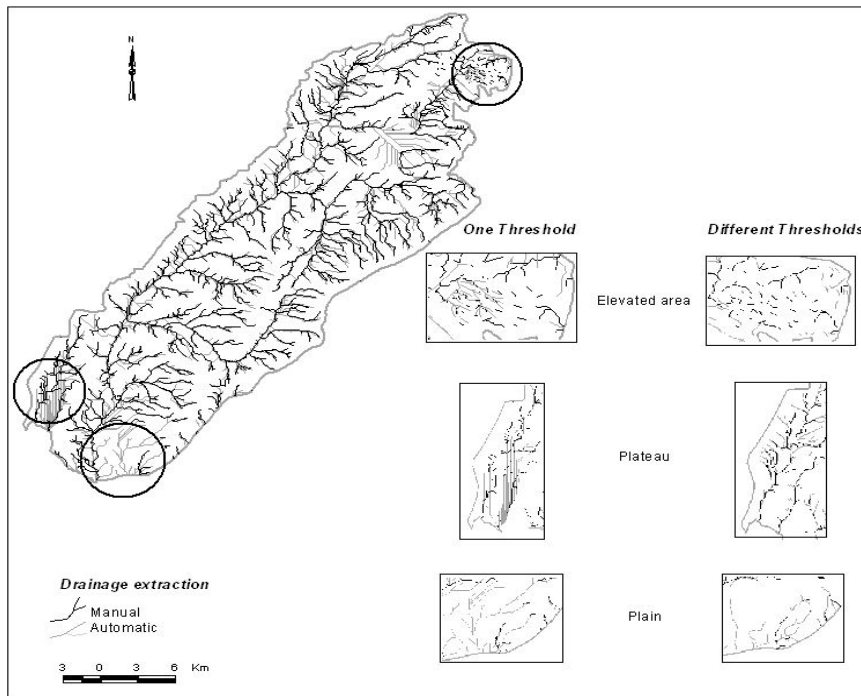 N
One Threshold
Different Thresholds
Elevated area
Plateau
Plain
Drainage extraction
Manual
Automatic
3 0 3 6 Km